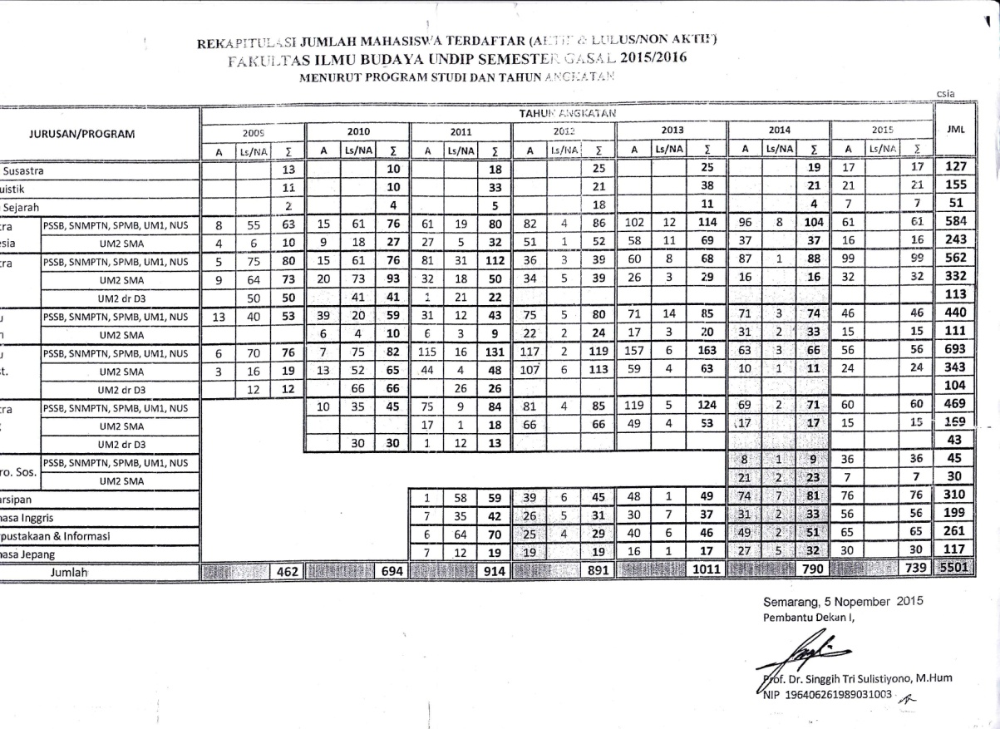 REKAPITULASI JUMLAH MAHASISWA TERDAFTAR (AKTIF & LULUS/NON AKTIF)
FAKULTAS ILMU BUDAYA UNDIP SEMESTER GASAL 2015/2016
MENURUT PROGRAM STUDI DAN TAHUN ANGKATAN
csia
JURUSAN/PROGRAM TAHUN ANGKATAN JML
2009 2010 2011 2012 2013 2014 2015
A Ls/NA Σ A Ls/NA Σ A Ls/NA Σ A Ls/NA Σ A Ls/NA Σ A Ls/NA Σ A Ls/NA Σ
Susastra 13 10 18 25 25 19 17 17 127
uistik 11 10 33 21 38 21 21 21 155
Sejarah 2 4 5 18 11 4 7 7 51
tra PSSB, SNMPTN, SPMB, UM1, NUS 8 55 63 15 61 76 61 19 80 82 4 86 102 12 114 96 8 104 61 61 584
esia UM2 SMA 4 6 10 9 18 27 27 5 32 51 1 52 58 11 69 37 37 16 16 243
tra PSSB, SNMPTN, SPMB, UM1, NUS 5 75 80 15 61 76 81 31 112 36 3 39 60 8 68 87 1 88 99 99 562
UM2 SMA 9 64 73 20 73 93 32 18 50 34 5 39 26 3 29 16 16 32 32 332
UM2 dr D3 50 50 41 41 1 21 22 113
PSSB, SNMPTN, SPMB, UM1, NUS 13 40 53 39 20 59 31 12 43 75 5 80 71 14 85 71 3 74 46 46 440
UM2 SMA 6 4 10 6 3 9 22 2 24 17 3 20 31 2 33 15 15 111
PSSB, SNMPTN, SPMB, UM1, NUS 6 70 76 7 75 82 115 16 131 117 2 119 157 6 163 63 3 66 56 56 693
st. UM2 SMA 3 16 19 13 52 65 44 4 48 107 6 113 59 4 63 10 1 11 24 24 343
UM2 dr D3 12 12 66 66 26 26 104
tra PSSB, SNMPTN, SPMB, UM1, NUS 10 35 45 75 9 84 81 4 85 119 5 124 69 2 71 60 60 469
UM2 SMA 17 1 18 66 66 49 4 53 17 17 15 15 169
UM2 dr D3 30 30 1 12 13 43
ro. Sos. PSSB, SNMPTN, SPMB, UM1, NUS 8 1 9 36 36 45
UM2 SMA 21 2 23 7 7 30
rsipan 1 58 59 39 6 45 48 1 49 74 7 81 76 76 310
hasa Inggris 7 35 42 26 5 31 30 7 37 31 2 33 56 56 199
pustakaan & Informasi 6 64 70 25 4 29 40 6 46 49 2 51 65 65 261
hasa Jepang 7 12 19 19 19 16 1 17 27 5 32 30 30 117
Jumlah 462 694 914 891 1011 790 739 5501
Semarang, 5 Nopember 2015
Pembantu Dekan I,
Prof. Dr. Singgih Tri Sulistiyono, M.Hum
NIP 196406261989031003